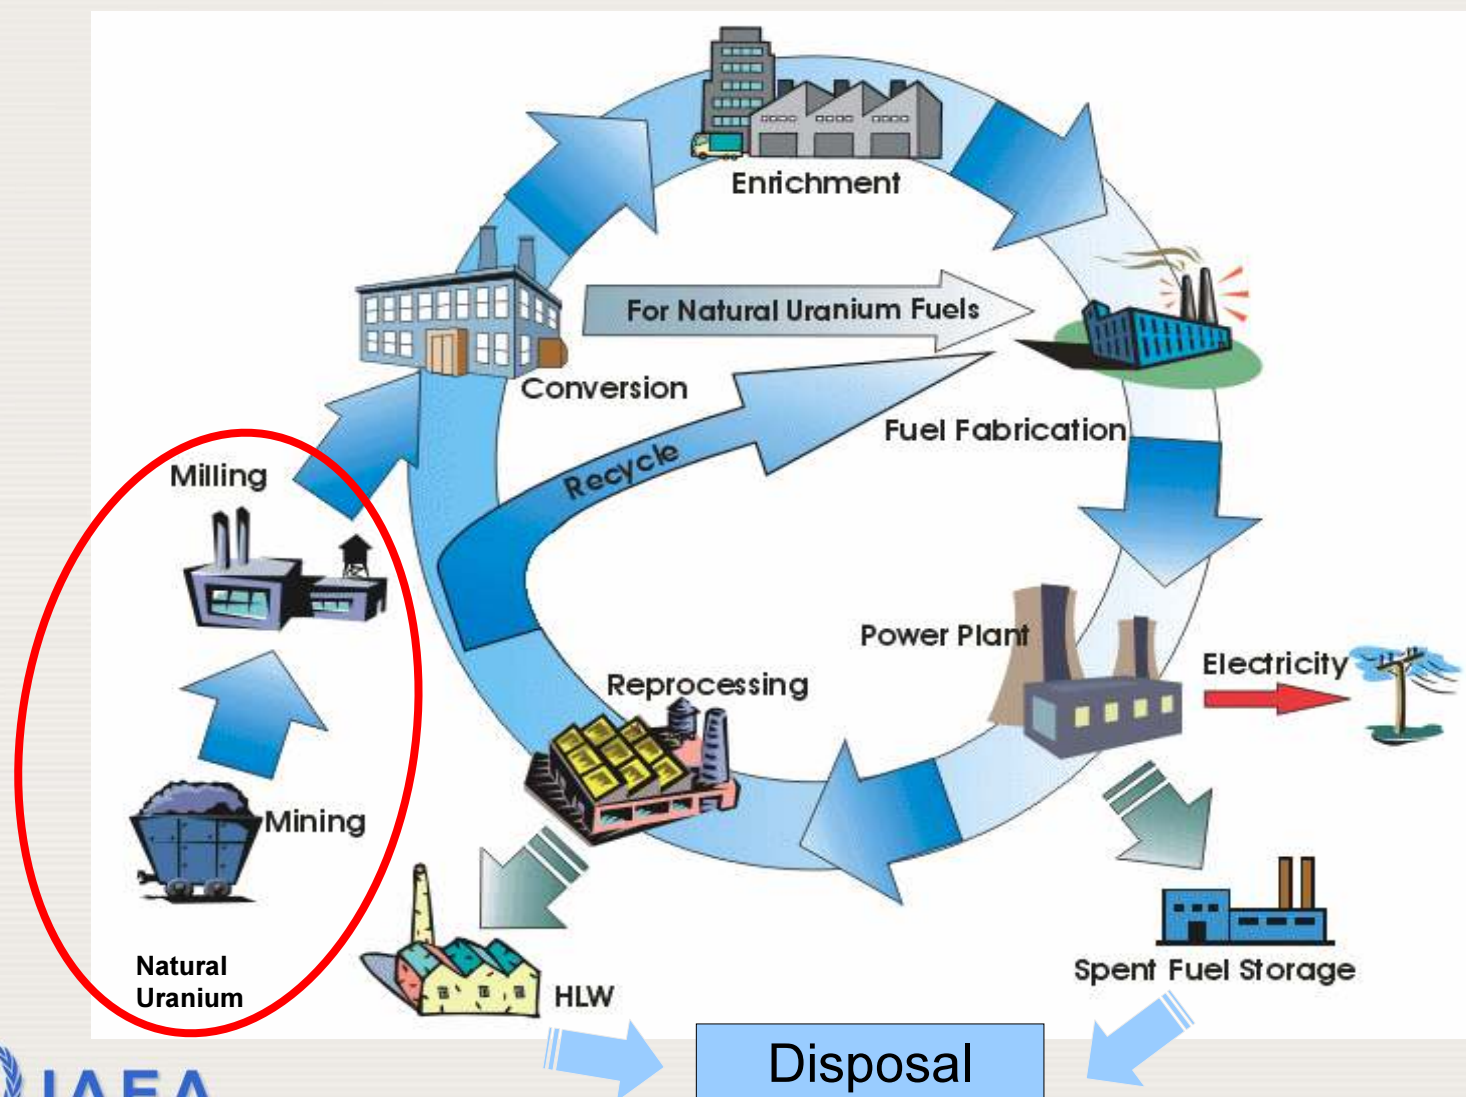 Enrichment
For Natural Uranium Fuels
Conversion
Fuel Fabrication
Recycle
Milling
Power Plant
Electricity
Reprocessing
Mining
Natural
Uranium
HLW
Spent Fuel Storage
Disposal
IAEA